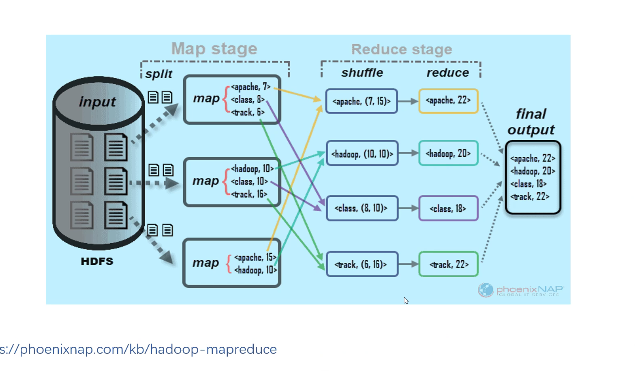 Map stage
Reduce stage
split
shuffle
reduce
input
HDFS
map
<apache, 7>
<class, 8>
<track, 6>
map
<hadoop, 10>
<class, 10>
<track, 16>
map
<apache, 15>
<hadoop, 10>
<apache, (7, 15)>
<apache, 22>
<hadoop, (10, 10)>
<hadoop, 20>
<class, (8, 10)>
<class, 18>
<track, (6, 16)>
<track, 22>
final
output
<apache, 22>
<hadoop, 20>
<class, 18>
<track, 22>
phoenixNAP
GLOBAL IT SERVICES
s://phoenixnap.com/kb/hadoop-mapreduce